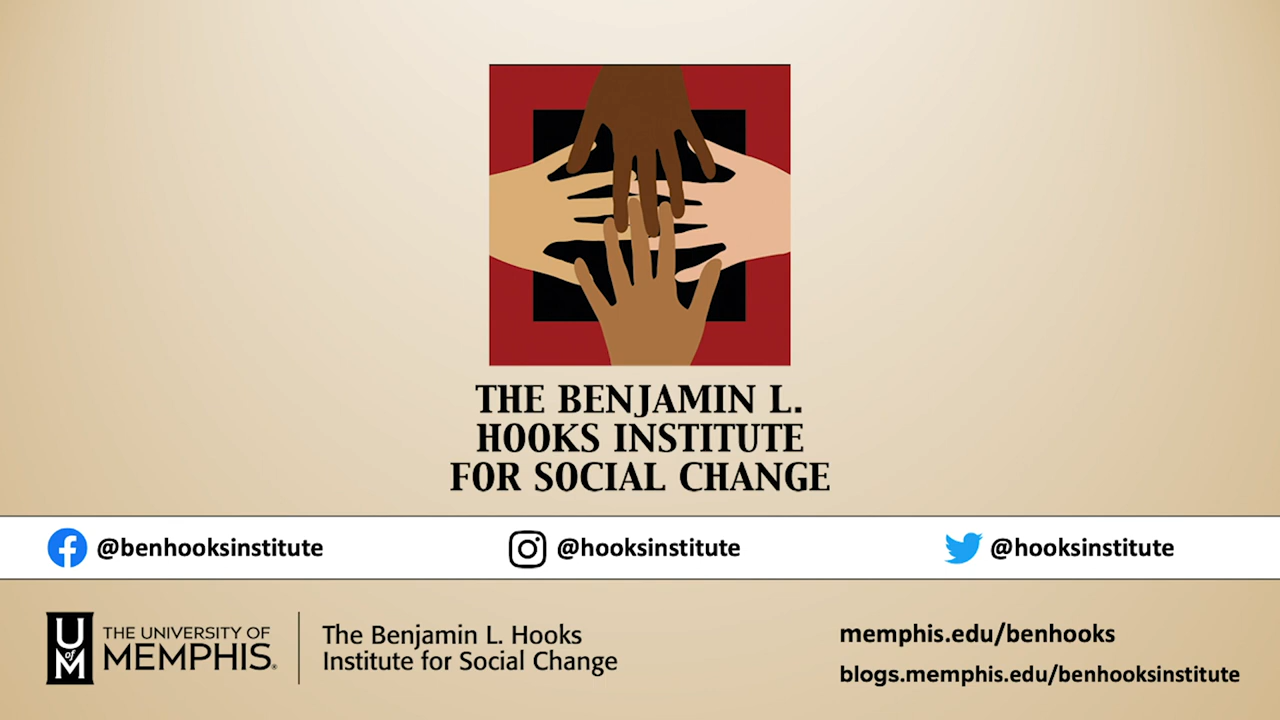 THE BENJAMIN L.
HOOKS INSTITUTE
FOR SOCIAL CHANGE
@benhooksinstitute
@hooksinstitute
@hooksinstitute
U of M
THE UNIVERSITY OF
MEMPHIS®
The Benjamin L. Hooks
Institute for Social Change
memphis.edu/benhooks
blogs.memphis.edu/benhooksinstitute